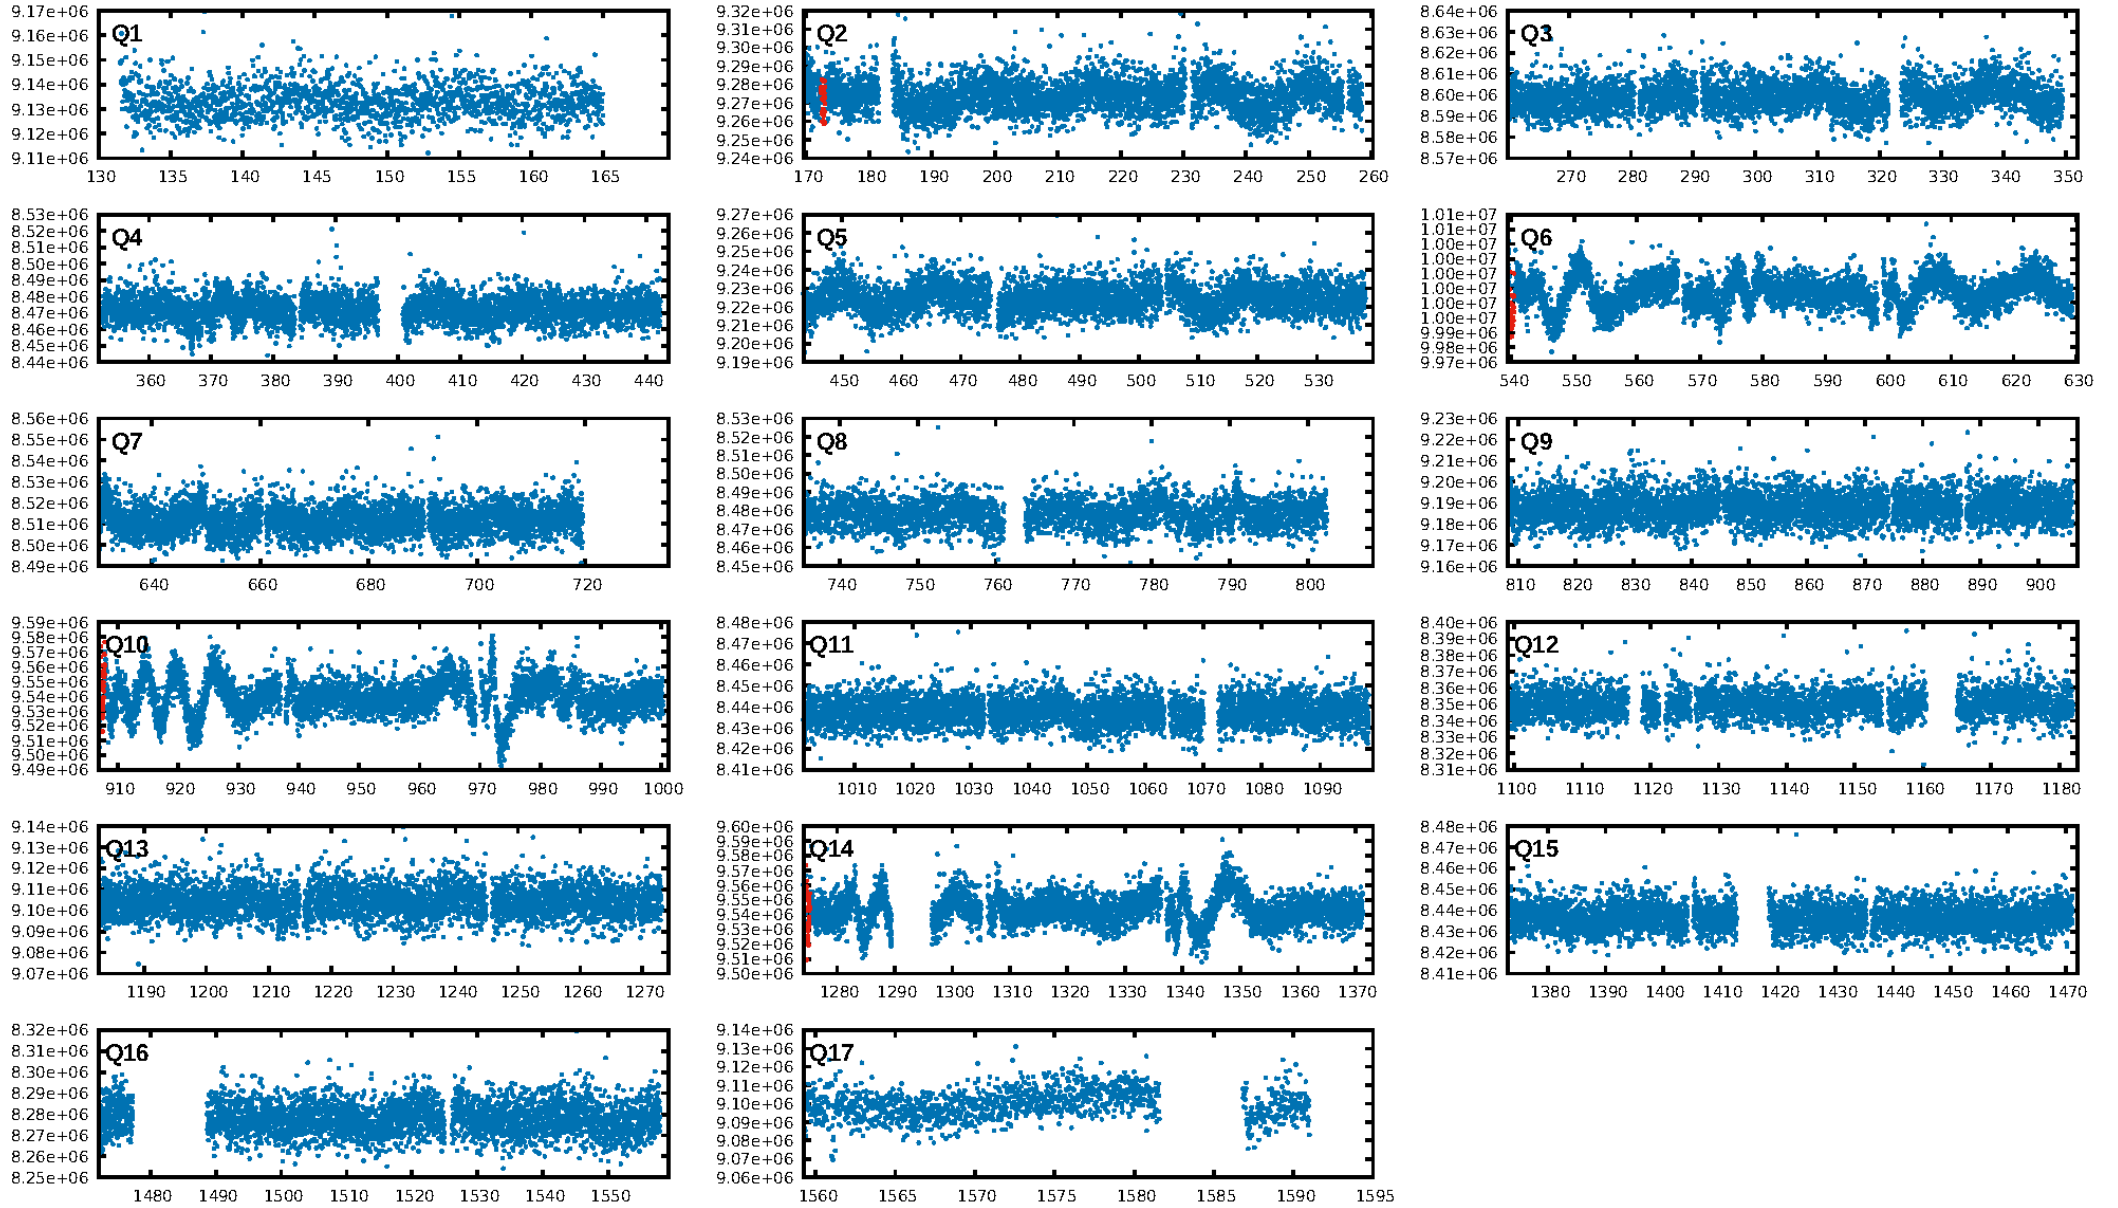 9.17e+06
9.16e+06
9.15e+06
9.14e+06
9.13e+06
9.12e+06
9.11e+06
Q1
130 135 140 145 150 155 160 165
9.32e+06
9.30e+06
9.29e+06
9.28e+06
9.27e+06
9.26e+06
9.25e+06
9.24e+06
Q2
170 180 190 200 210 220 230 240 250 260
8.64e+06
8.63e+06
8.62e+06
8.61e+06
8.60e+06
8.59e+06
8.58e+06
8.57e+06
Q3
270 280 290 300 310 320 330 340 350
8.53e+06
8.52e+06
8.51e+06
8.50e+06
8.49e+06
8.48e+06
8.47e+06
8.46e+06
8.45e+06
8.44e+06
Q4
360 370 380 390 400 410 420 430 440
9.27e+06
9.26e+06
9.25e+06
9.24e+06
9.23e+06
9.21e+06
9.20e+06
9.19e+06
Q5
450 460 470 480 490 500 510 520 530
1.01e+07
1.01e+07
1.00e+07
1.00e+07
1.00e+07
1.00e+07
1.00e+07
1.00e+07
9.99e+06
9.98e+06
9.97e+06
Q6
540 550 560 570 580 590 600 610 620 630
8.56e+06
8.55e+06
8.54e+06
8.53e+06
8.52e+06
8.51e+06
8.50e+06
8.49e+06
Q7
640 660 680 700 720
8.53e+06
8.52e+06
8.51e+06
8.50e+06
8.49e+06
8.48e+06
8.47e+06
8.46e+06
8.45e+06
Q8
740 750 760 770 780 790 800
9.23e+06
9.22e+06
9.21e+06
9.20e+06
9.19e+06
9.18e+06
9.17e+06
9.16e+06
Q9
810 820 830 840 850 860 870 880 890 900
9.59e+06
9.58e+06
9.57e+06
9.56e+06
9.55e+06
9.54e+06
9.53e+06
9.51e+06
9.50e+06
9.49e+06
Q10
910 920 930 940 950 960 970 980 990 1000
8.48e+06
8.47e+06
8.46e+06
8.45e+06
8.44e+06
8.43e+06
8.42e+06
8.41e+06
Q11
1010 1020 1030 1040 1050 1060 1070 1080 1090
8.40e+06
8.39e+06
8.38e+06
8.37e+06
8.36e+06
8.35e+06
8.34e+06
8.33e+06
8.32e+06
8.31e+06
Q12
1100 1110 1120 1130 1140 1150 1160 1170 1180
9.14e+06
9.13e+06
9.12e+06
9.11e+06
9.10e+06
9.09e+06
9.08e+06
9.07e+06
Q13
1190 1200 1210 1220 1230 1240 1250 1260 1270
9.60e+06
9.59e+06
9.58e+06
9.57e+06
9.56e+06
9.55e+06
9.54e+06
9.53e+06
9.52e+06
9.51e+06
9.50e+06
Q14
1280 1290 1300 1310 1320 1330 1340 1350 1360 1370
8.48e+06
8.47e+06
8.46e+06
8.45e+06
8.44e+06
8.43e+06
8.42e+06
8.41e+06
Q15
1380 1390 1400 1410 1420 1430 1440 1450 1460 1470
8.32e+06
8.31e+06
8.30e+06
8.29e+06
8.28e+06
8.27e+06
8.26e+06
8.25e+06
Q16
1480 1490 1500 1510 1520 1530 1540 1550
9.14e+06
9.13e+06
9.12e+06
9.11e+06
9.10e+06
9.09e+06
9.08e+06
9.07e+06
9.06e+06
Q17
1560 1565 1570 1575 1580 1585 1590 1595